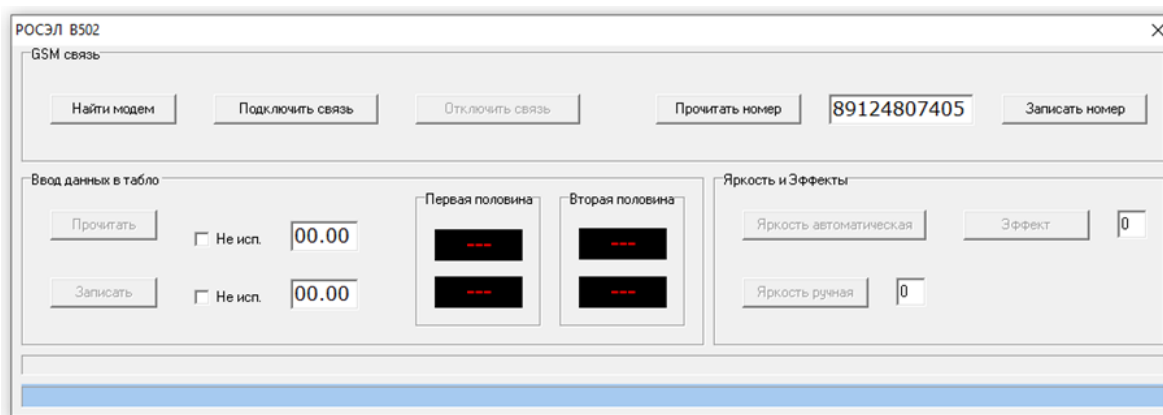 РОСЭЛ B502
GSM связь
Найти модем Подключить связь Отключить связь Прочитать номер 89124807405 Записать номер
Ввод данных в табло
Прочитать Не исп. 00.00
Записать Не исп. 00.00
Первая половина
---
---
Вторая половина
---
---
Яркость и Эффекты
Яркость автоматическая Эффект 0
Яркость ручная 0